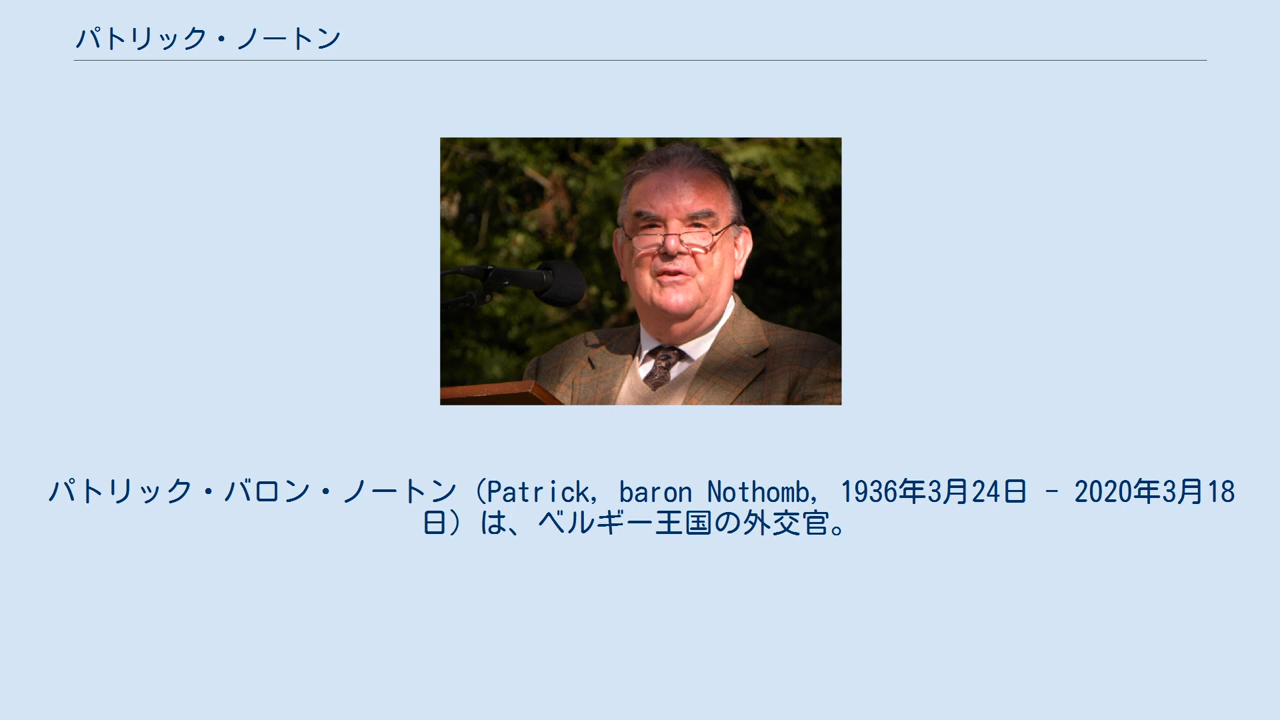 パトリック・ノートン
パトリック・バロン・ノートン（Patrick, baron Nothomb, 1936年3月24日 - 2020年3月18
日）は、ベルギー王国の外交官。